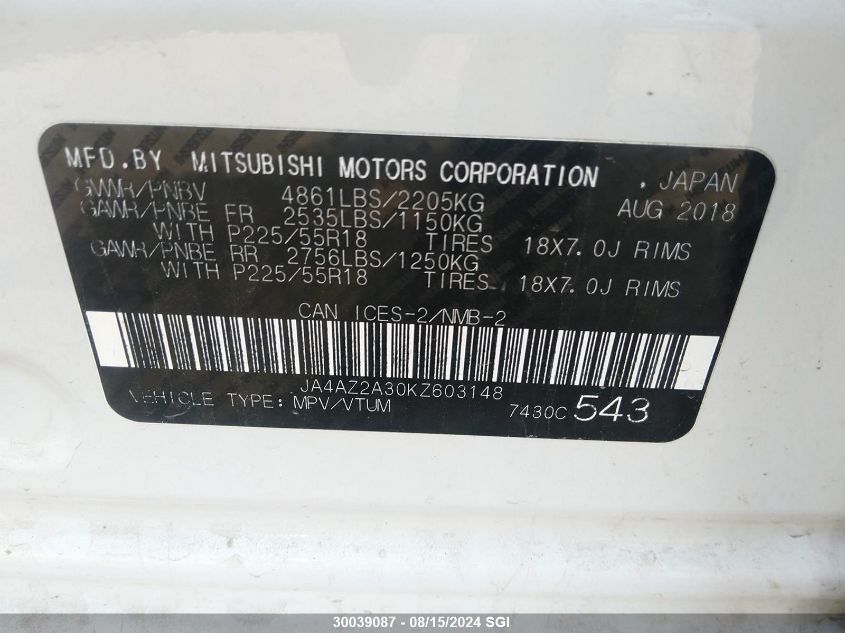 MFD.BY MITSUBISHI MOTORS CORPORATION , JAPAN
GVWR/PNBV 4861LBS/2205KG AUG 2018
GAWR/PNBE FR 2535LBS/1150KG
WITH P225/55R18 TIRES 18X7.0J RIMS
GAWR/PNBE RR 2756LBS/1250KG
WITH P225/55R18 TIRES 18X7.0J RIMS
CAN ICES-2/NMB-2
JA4AZ2A30KZ603148
VEHICLE TYPE: MPV/VTUM 7430C 543
30039087 - 08/15/2024 SGI